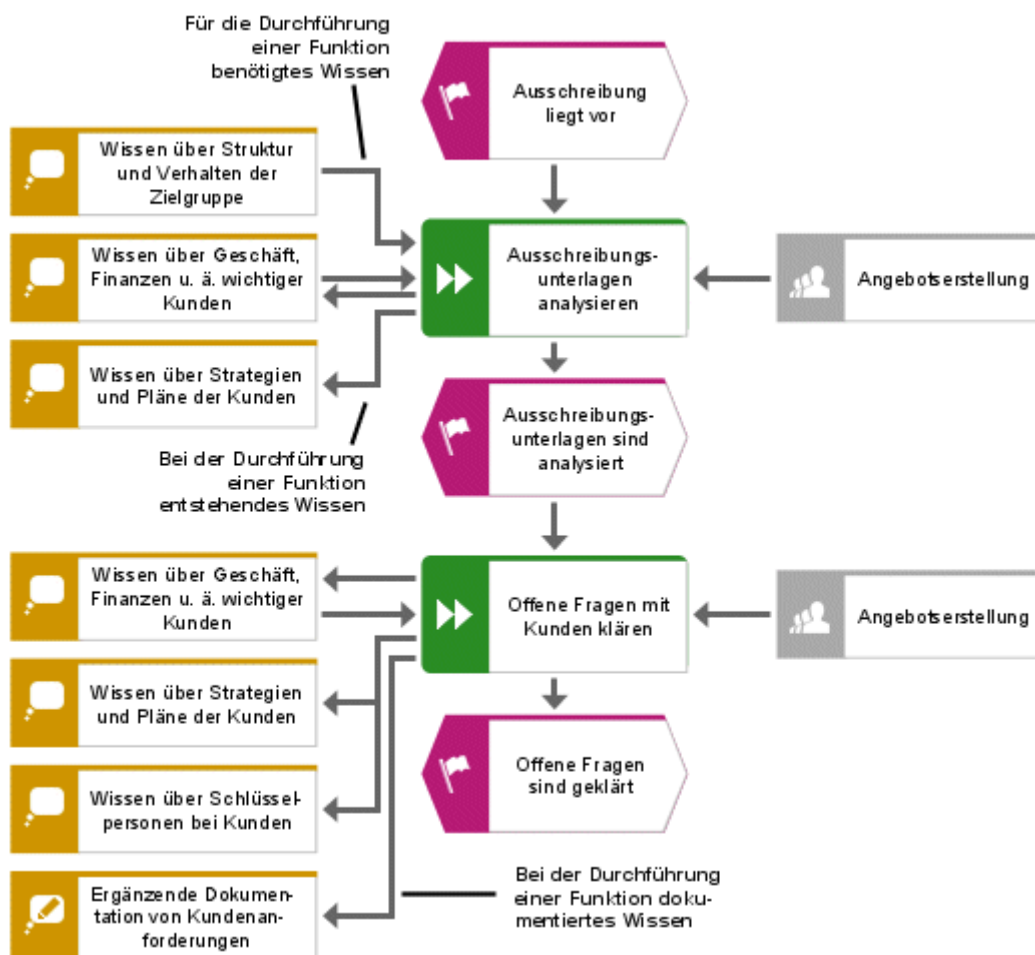 Für die Durchführung
einer Funktion
benötigtes Wissen
Ausschreibung
liegt vor
Wissen über Struktur
und Verhalten der
Zielgruppe
Wissen über Geschäft,
Finanzen u. ä. wichtiger
Kunden
Ausschreibungs-
unterlagen
analysieren
Angebotserstellung
Wissen über Strategien
und Pläne der Kunden
Ausschreibungs-
unterlagen sind
analysiert
Bei der Durchführung
einer Funktion
entstehendes Wissen
Wissen über Geschäft,
Finanzen u. ä. wichtiger
Kunden
Offene Fragen mit
Kunden klären
Angebotserstellung
Wissen über Strategien
und Pläne der Kunden
Offene Fragen
sind geklärt
Wissen über Schlüssel-
personen bei Kunden
Ergänzende Dokumen-
tation von Kundenan-
forderungen
Bei der Durchführung
einer Funktion doku-
mentiertes Wissen